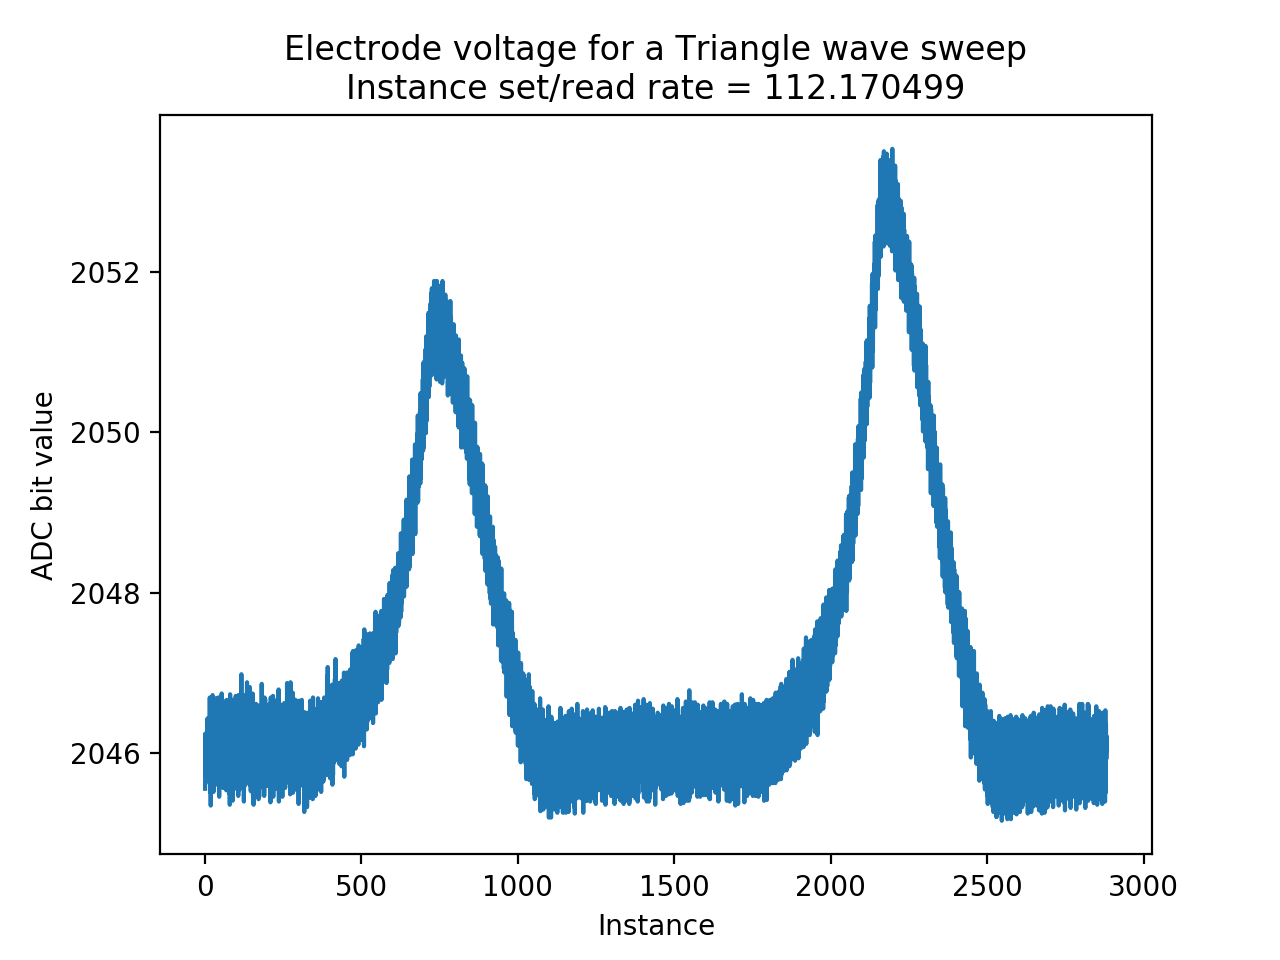 Electrode voltage for a Triangle wave sweep
Instance set/read rate = 112.170499
ADC bit value
2052
2050
2048
2046
0 500 1000 1500 2000 2500 3000
Instance